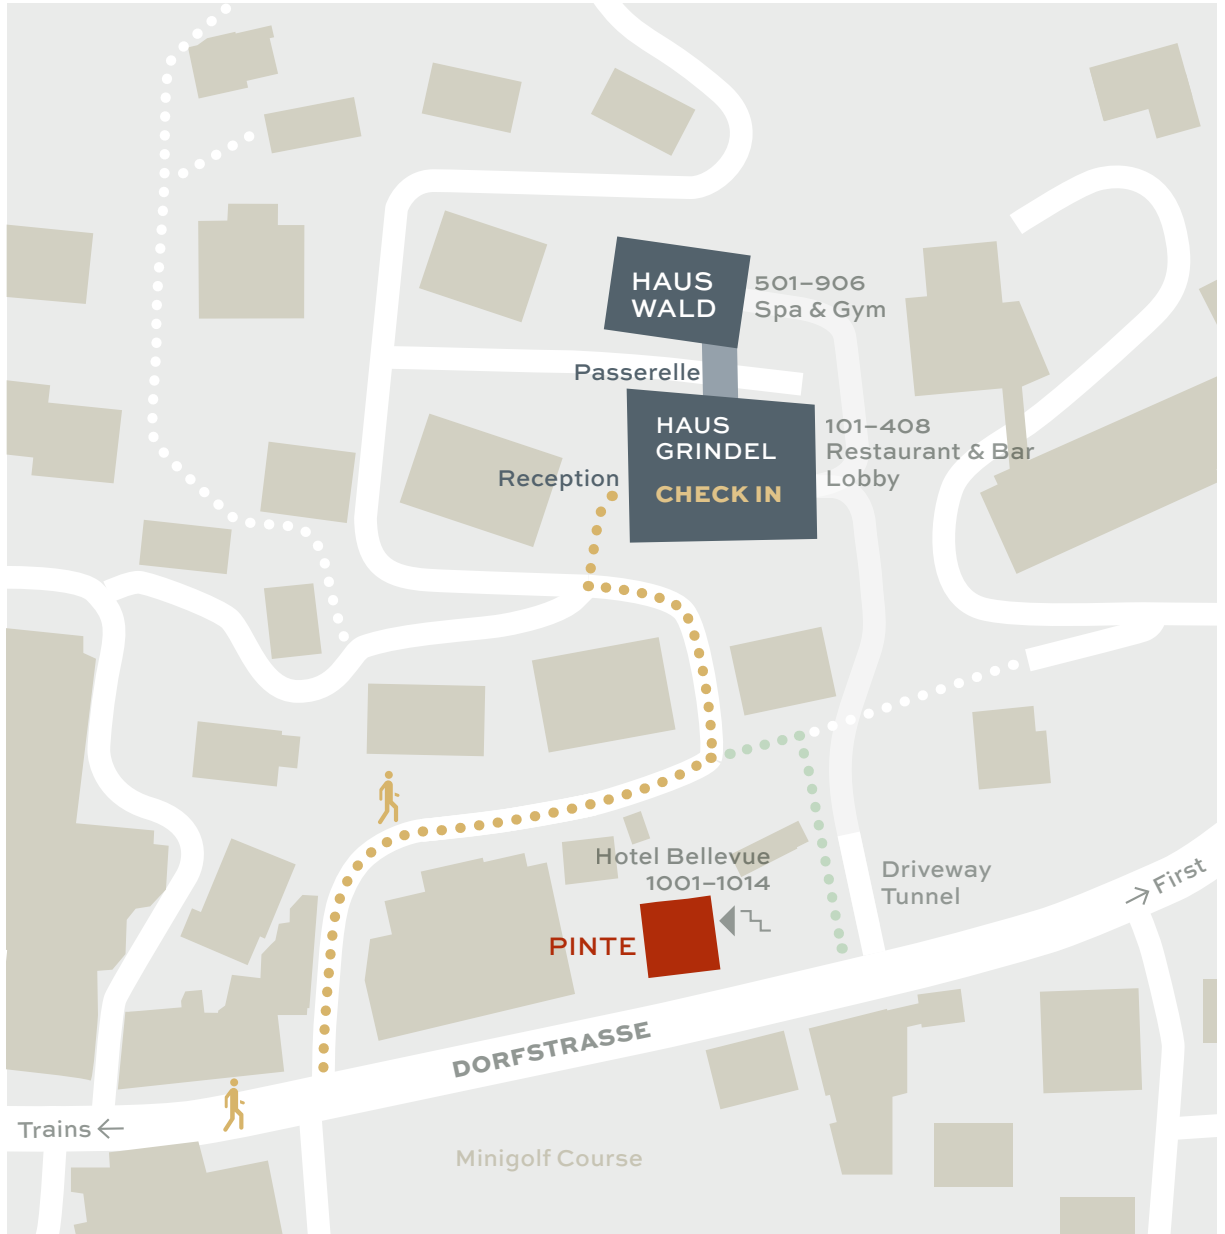 HAUS
WALD
501–906
Spa & Gym
Passerelle
HAUS
GRINDEL
CHECK IN
101–408
Restaurant & Bar
Lobby
Reception
Hotel Bellevue
1001–1014
PINTE
Driveway
Tunnel
→ First
DORFSTRASSE
Trains ←
Minigolf Course